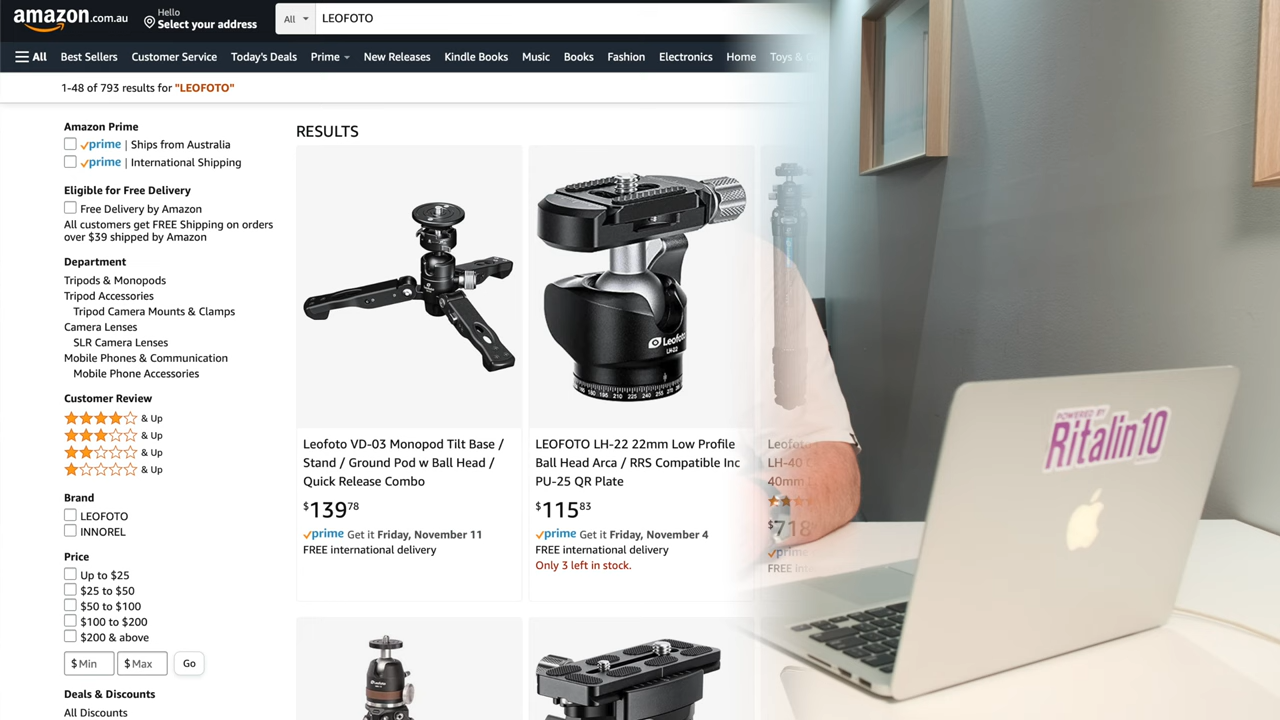 amazon.com.au
Hello
Select your address
All
LEOFOTO
All
Best Sellers
Customer Service
Today's Deals
Prime
New Releases
Kindle Books
Music
Books
Fashion
Electronics
Home
Toys &
1-48 of 793 results for "LEOFOTO"
Amazon Prime
prime | Ships from Australia
prime | International Shipping
Eligible for Free Delivery
Free Delivery by Amazon
All customers get FREE Shipping on orders
over $39 shipped by Amazon
Department
Tripods & Monopods
Tripod Accessories
Tripod Camera Mounts & Clamps
Camera Lenses
SLR Camera Lenses
Mobile Phones & Communication
Mobile Phone Accessories
Customer Review
& Up
& Up
& Up
& Up
Brand
LEOFOTO
INNOREL
Price
Up to $25
$25 to $50
$50 to $100
$100 to $200
$200 & above
$ Min
$ Max
Go
Deals & Discounts
All Discounts
RESULTS
Leofoto VD-03 Monopod Tilt Base /
Stand / Ground Pod w Ball Head /
Quick Release Combo
$139 78
prime Get it Friday, November 11
FREE international delivery
Leofoto
LH-22
LEOFOTO LH-22 22mm Low Profile
Ball Head Arca / RRS Compatible Inc
PU-25 QR Plate
$115 83
prime Get it Friday, November 4
FREE international delivery
Only 3 left in stock.
LH-40
40mm
$718
prime
FREE
POWERED BY
Ritalin10